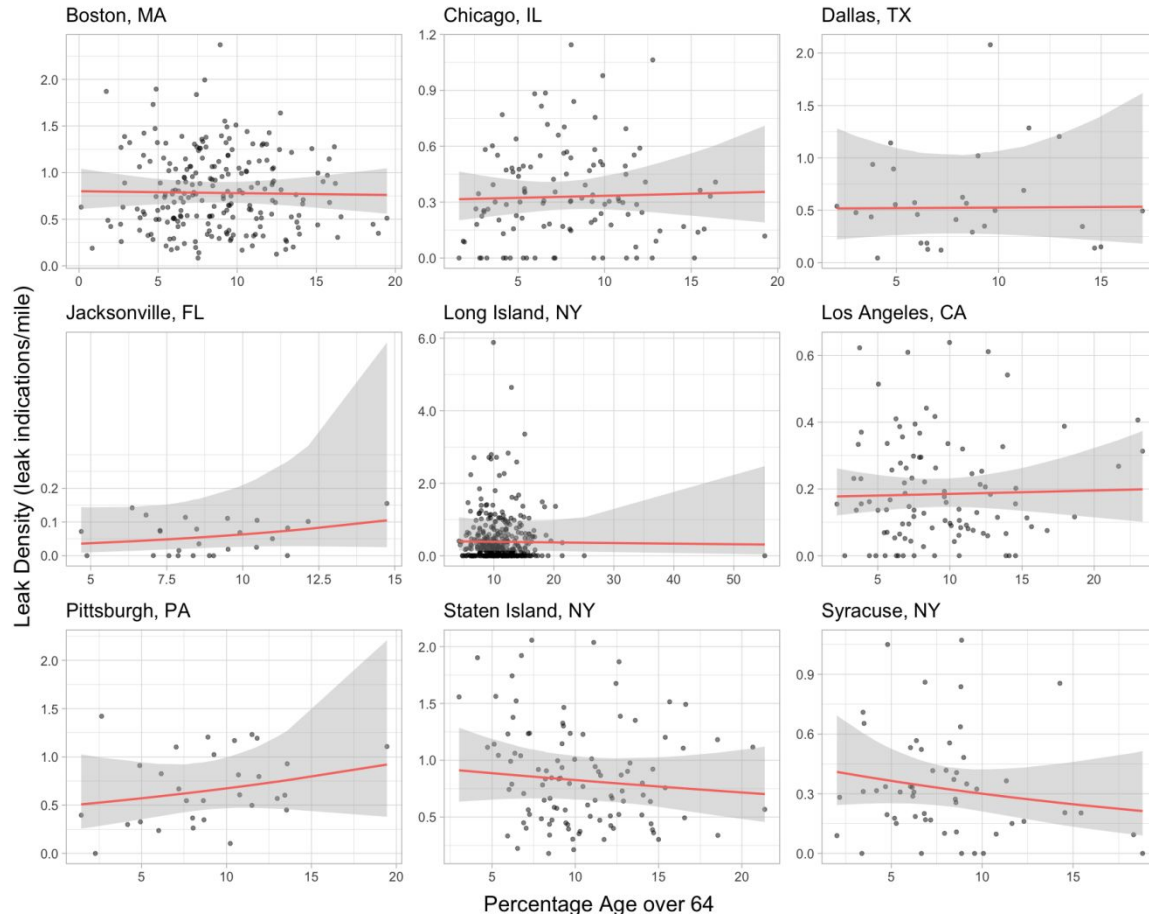 Boston, MA
Chicago, IL
Dallas, TX
2.0
1.5
1.0
0.5
0.0
0 5 10 15 20
1.2
0.9
0.6
0.3
0.0
5 10 15
2.0
1.5
1.0
0.5
0.0
5 10 15
Leak Density (leak indications/mile)
Jacksonville, FL
Long Island, NY
Los Angeles, CA
0.2
0.1
0.0
5 7.5 10 12.5 15
6.0
4.0
2.0
0.0
10 20 30 40 50
0.6
0.4
0.2
0.0
5 10 15 20
Pittsburgh, PA
Staten Island, NY
Syracuse, NY
2.0
1.5
1.0
0.5
0.0
5 10 15 20
2.0
1.5
1.0
0.5
5 10 15 20
0.9
0.6
0.3
0.0
5 10 15
Percentage Age over 64